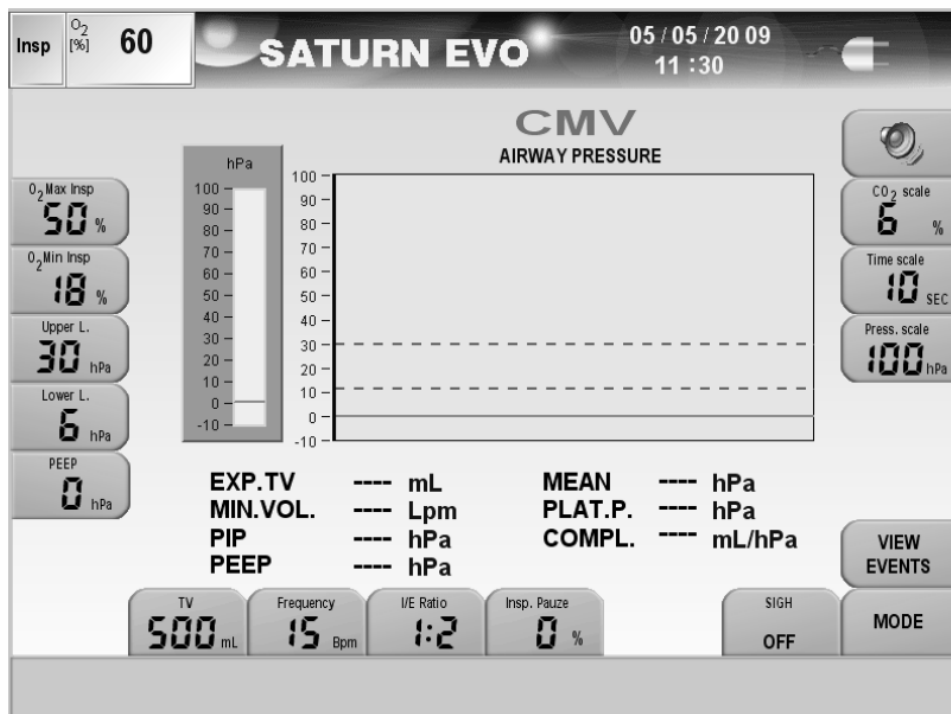 Insp O2 [%] 60
SATURN EVO
05 / 05 / 20 09
11 : 30
CMV
AIRWAY PRESSURE
O2 Max Insp
50 %
O2 Min Insp
18 %
Upper L.
30 hPa
Lower L.
6 hPa
PEEP
0 hPa
hPa
100
90
80
70
60
50
40
30
20
10
0
-10
100
90
80
70
60
50
40
30
20
10
0
-10
CO2 scale
6 %
Time scale
10 SEC
Press. scale
100 hPa
EXP.TV ---- mL
MIN.VOL. ---- Lpm
PIP ---- hPa
PEEP ---- hPa
MEAN ---- hPa
PLAT.P. ---- hPa
COMPL. ---- mL/hPa
VIEW
EVENTS
TV
500 mL
Frequency
15 Bpm
I/E Ratio
1:2
Insp. Pauze
0 %
SIGH
OFF
MODE